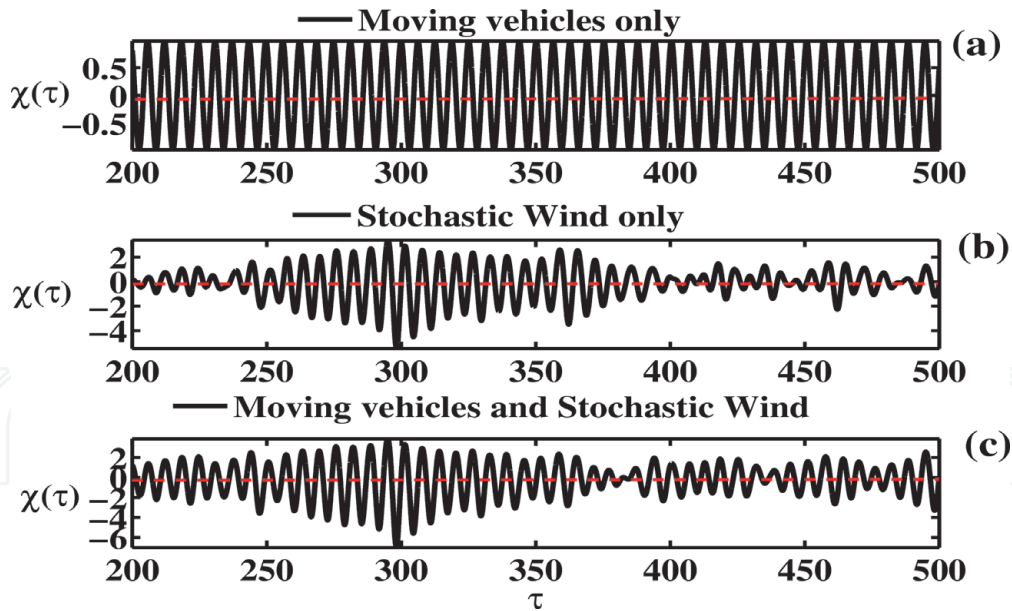 Moving vehicles only
(a)
0.5
χ(τ) 0
−0.5
200 250 300 350 400 450 500
Stochastic Wind only
(b)
2
χ(τ) 0
−2
−4
200 250 300 350 400 450 500
Moving vehicles and Stochastic Wind
(c)
2
0
χ(τ) −2
−4
−6
200 250 300 350 400 450 500
τ